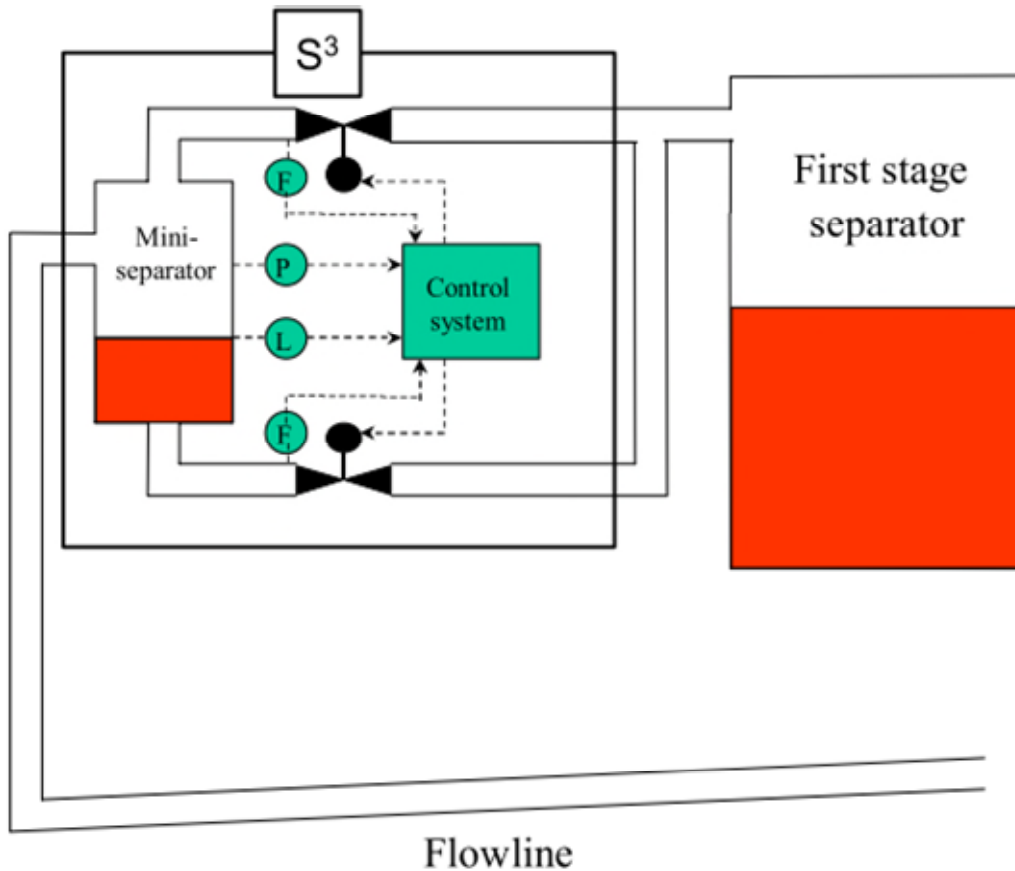 S³
F
Mini-
separator
P
Control
system
L
F
First stage
separator
Flowline